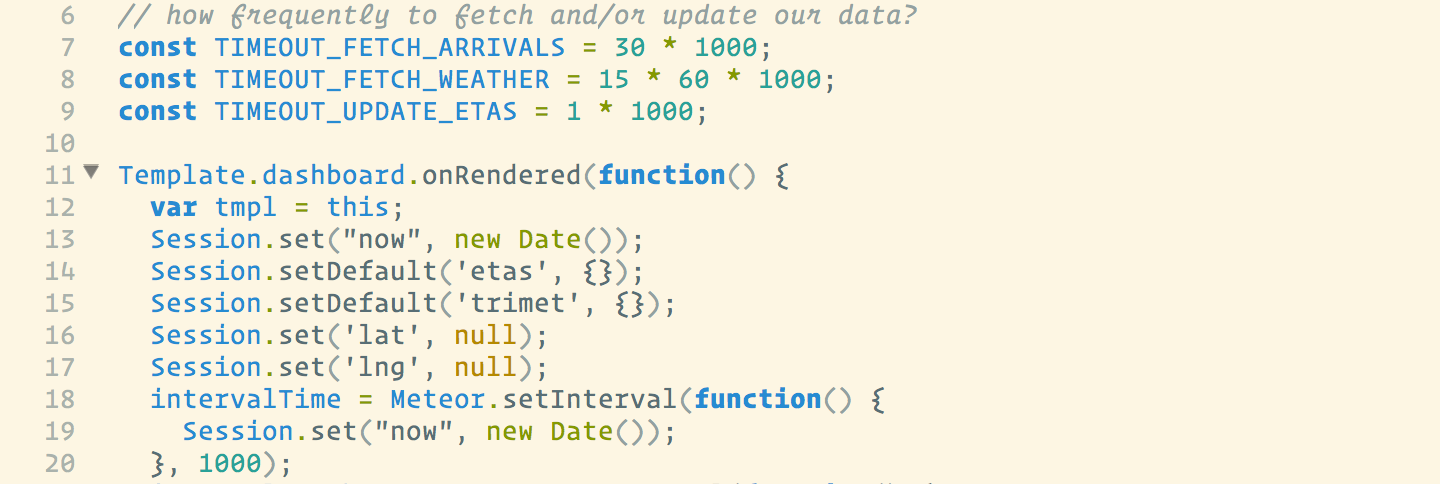 6 // how frequently to fetch and/or update our data?
7 const TIMEOUT_FETCH_ARRIVALS = 30 * 1000;
8 const TIMEOUT_FETCH_WEATHER = 15 * 60 * 1000;
9 const TIMEOUT_UPDATE_ETAS = 1 * 1000;
10
11 Template.dashboard.onRendered(function() {
12 var tmpl = this;
13 Session.set("now", new Date());
14 Session.setDefault('etas', {});
15 Session.setDefault('trimet', {});
16 Session.set('lat', null);
17 Session.set('lng', null);
18 intervalTime = Meteor.setInterval(function() {
19 Session.set("now", new Date());
20 }, 1000);